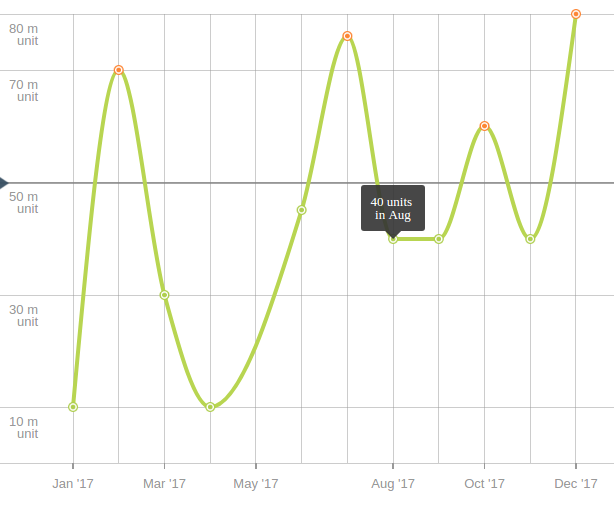 80 m
unit
70 m
unit
50 m
unit
40 units
in Aug
30 m
unit
10 m
unit
Jan '17 Mar '17 May '17 Aug '17 Oct '17 Dec '17